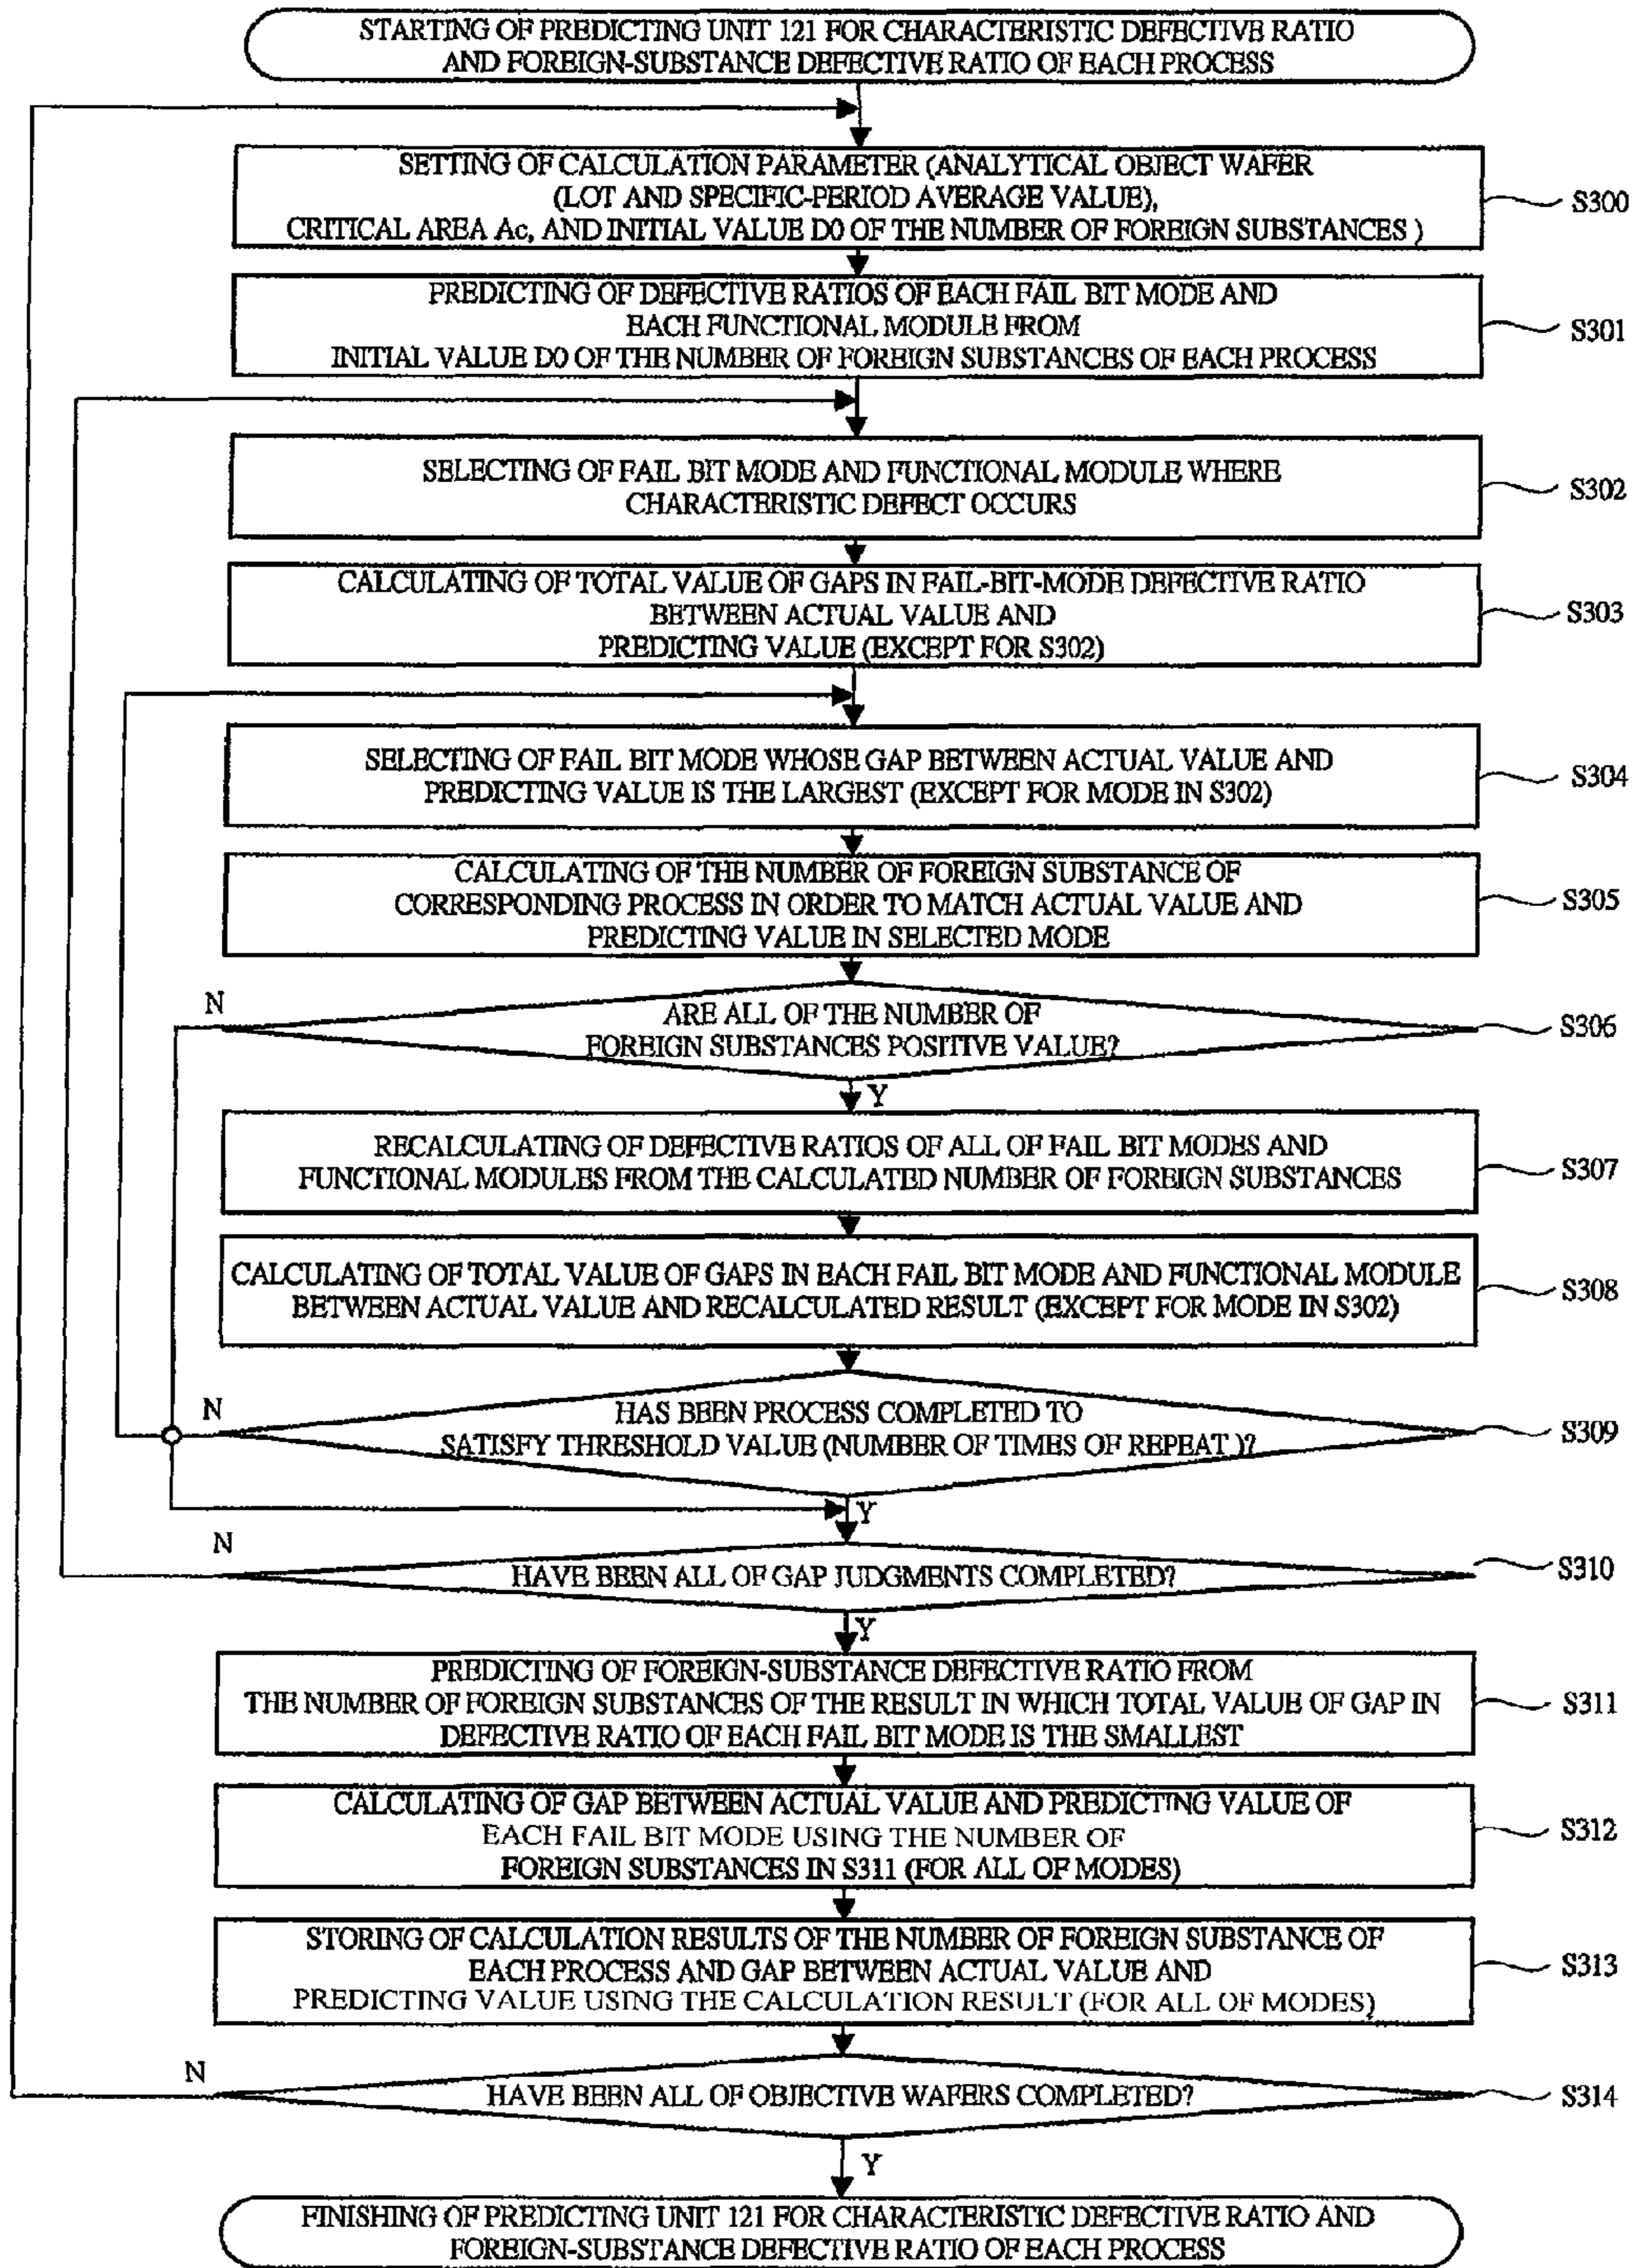 STARTING OF PREDICTING UNIT 121 FOR CHARACTERISTIC DEFECTIVE RATIO
AND FOREIGN-SUBSTANCE DEFECTIVE RATIO OF EACH PROCESS
SETTING OF CALCULATION PARAMETER (ANALYTICAL OBJECT WAFER
(LOT AND SPECIFIC-PERIOD AVERAGE VALUE),
CRITICAL AREA Ac, AND INITIAL VALUE D0 OF THE NUMBER OF FOREIGN SUBSTANCES )
S300
PREDICTING OF DEFECTIVE RATIOS OF EACH FAIL BIT MODE AND
EACH FUNCTIONAL MODULE FROM
INITIAL VALUE D0 OF THE NUMBER OF FOREIGN SUBSTANCES OF EACH PROCESS
S301
SELECTING OF FAIL BIT MODE AND FUNCTIONAL MODULE WHERE
CHARACTERISTIC DEFECT OCCURS
S302
CALCULATING OF TOTAL VALUE OF GAPS IN FAIL-BIT-MODE DEFECTIVE RATIO
BETWEEN ACTUAL VALUE AND
PREDICTING VALUE (EXCEPT FOR S302)
S303
SELECTING OF FAIL BIT MODE WHOSE GAP BETWEEN ACTUAL VALUE AND
PREDICTING VALUE IS THE LARGEST (EXCEPT FOR MODE IN S302)
S304
CALCULATING OF THE NUMBER OF FOREIGN SUBSTANCE OF
CORRESPONDING PROCESS IN ORDER TO MATCH ACTUAL VALUE AND
PREDICTING VALUE IN SELECTED MODE
S305
N
ARE ALL OF THE NUMBER OF
FOREIGN SUBSTANCES POSITIVE VALUE?
S306
Y
RECALCULATING OF DEFECTIVE RATIOS OF ALL OF FAIL BIT MODES AND
FUNCTIONAL MODULES FROM THE CALCULATED NUMBER OF FOREIGN SUBSTANCES
S307
CALCULATING OF TOTAL VALUE OF GAPS IN EACH FAIL BIT MODE AND FUNCTIONAL MODULE
BETWEEN ACTUAL VALUE AND RECALCULATED RESULT (EXCEPT FOR MODE IN S302)
S308
N
HAS BEEN PROCESS COMPLETED TO
SATISFY THRESHOLD VALUE (NUMBER OF TIMES OF REPEAT )?
S309
Y
N
HAVE BEEN ALL OF GAP JUDGMENTS COMPLETED?
S310
Y
PREDICTING OF FOREIGN-SUBSTANCE DEFECTIVE RATIO FROM
THE NUMBER OF FOREIGN SUBSTANCES OF THE RESULT IN WHICH TOTAL VALUE OF GAP IN
DEFECTIVE RATIO OF EACH FAIL BIT MODE IS THE SMALLEST
S311
CALCULATING OF GAP BETWEEN ACTUAL VALUE AND PREDICTING VALUE OF
EACH FAIL BIT MODE USING THE NUMBER OF
FOREIGN SUBSTANCES IN S311 (FOR ALL OF MODES)
S312
STORING OF CALCULATION RESULTS OF THE NUMBER OF FOREIGN SUBSTANCE OF
EACH PROCESS AND GAP BETWEEN ACTUAL VALUE AND
PREDICTING VALUE USING THE CALCULATION RESULT (FOR ALL OF MODES)
S313
N
HAVE BEEN ALL OF OBJECTIVE WAFERS COMPLETED?
S314
Y
FINISHING OF PREDICTING UNIT 121 FOR CHARACTERISTIC DEFECTIVE RATIO AND
FOREIGN-SUBSTANCE DEFECTIVE RATIO OF EACH PROCESS